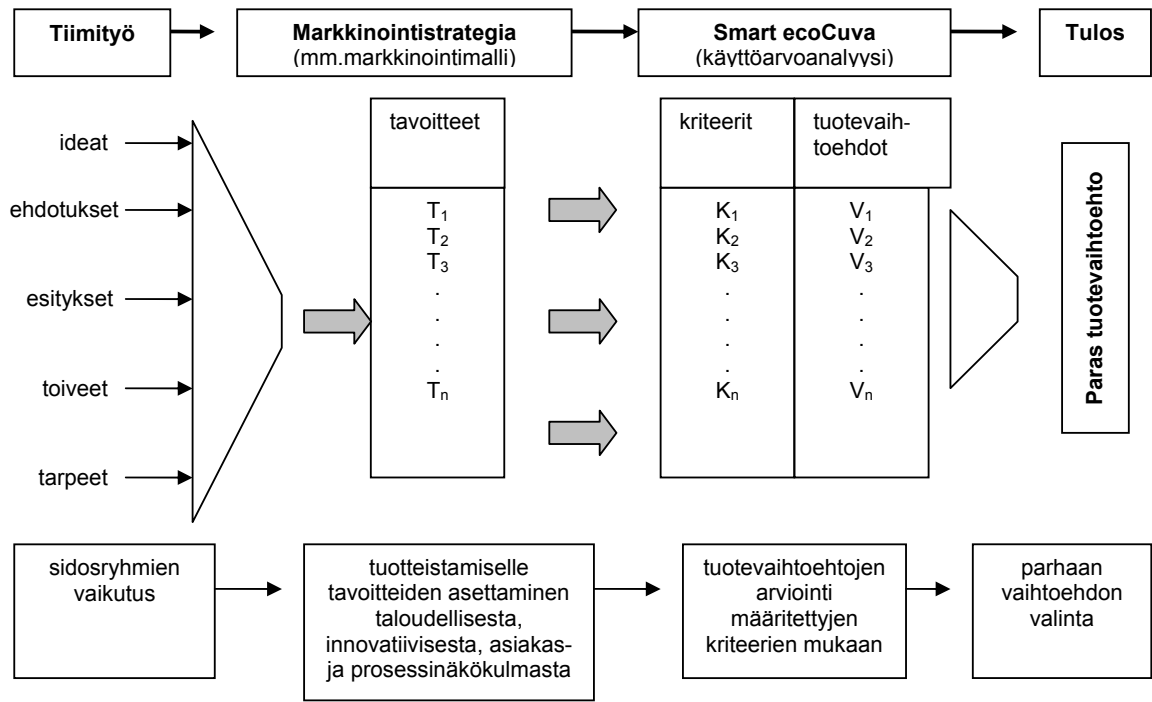 Tiimityö
Markkinointistrategia
(mm.markkinointimalli)
Smart ecoCuva
(käyttöarvoanalyysi)
Tulos
ideat
ehdotukset
esitykset
toiveet
tarpeet
tavoitteet
T₁
T₂
T₃
.
.
.
.
Tₙ
kriteerit
K₁
K₂
K₃
.
.
.
.
Kₙ
tuotevaih-
toehdot
V₁
V₂
V₃
.
.
.
.
Vₙ
Paras tuotevaihtoehto
sidosryhmien
vaikutus
tuotteistamiselle
tavoitteiden asettaminen
taloudellisesta,
innovatiivisesta, asiakas-
ja prosessinäkökulmasta
tuotevaihtoehtojen
arviointi
määritettyjen
kriteerien mukaan
parhaan
vaihtoehdon
valinta